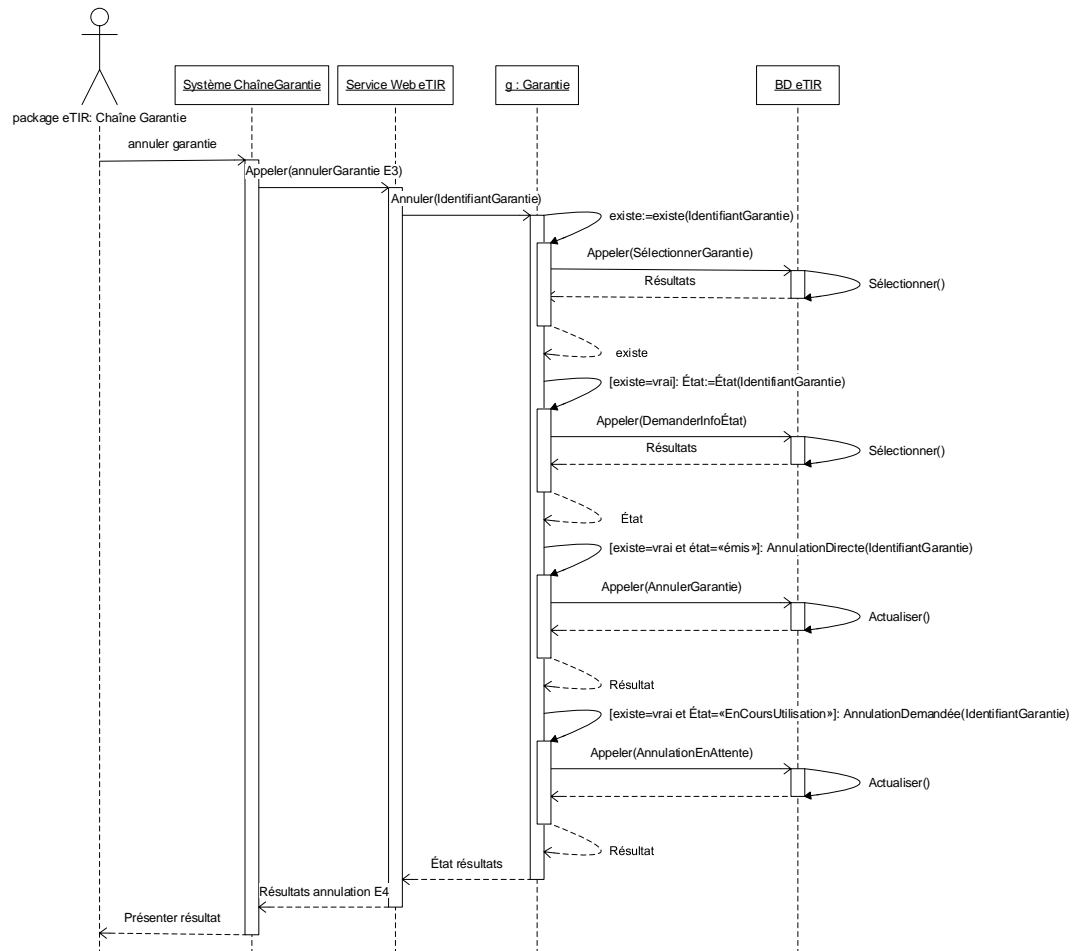 Système ChaîneGarantie
Service Web eTIR
g : Garantie
BD eTIR
package eTIR: Chaîne Garantie
annuler garantie
Appeler(annulerGarantie E3)
Annuler(IdentifiantGarantie)
existe:=existe(IdentifiantGarantie)
Appeler(SélectionnerGarantie)
Résultats
Sélectionner()
existe
[existe=vrai]: État:=État(IdentifiantGarantie)
Appeler(DemanderInfoÉtat)
Résultats
Sélectionner()
État
[existe=vrai et état=«émis»]: AnnulationDirecte(IdentifiantGarantie)
Appeler(AnnulerGarantie)
Actualiser()
Résultat
[existe=vrai et État=«EnCoursUtilisation»]: AnnulationDemandée(IdentifiantGarantie)
Appeler(AnnulationEnAttente)
Actualiser()
Résultat
État résultats
Résultats annulation E4
Présenter résultat